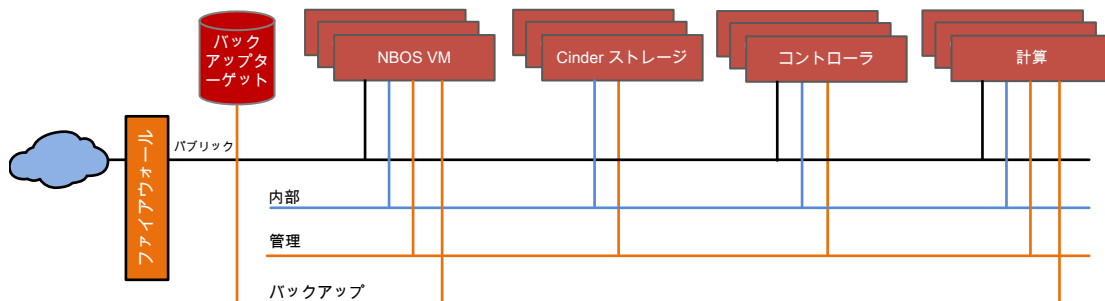 バック
アップタ
ーゲット
NBOS VM
Cinder ストレージ
コントローラ
計算
ファイアウォール
パブリック
内部
管理
バックアップ